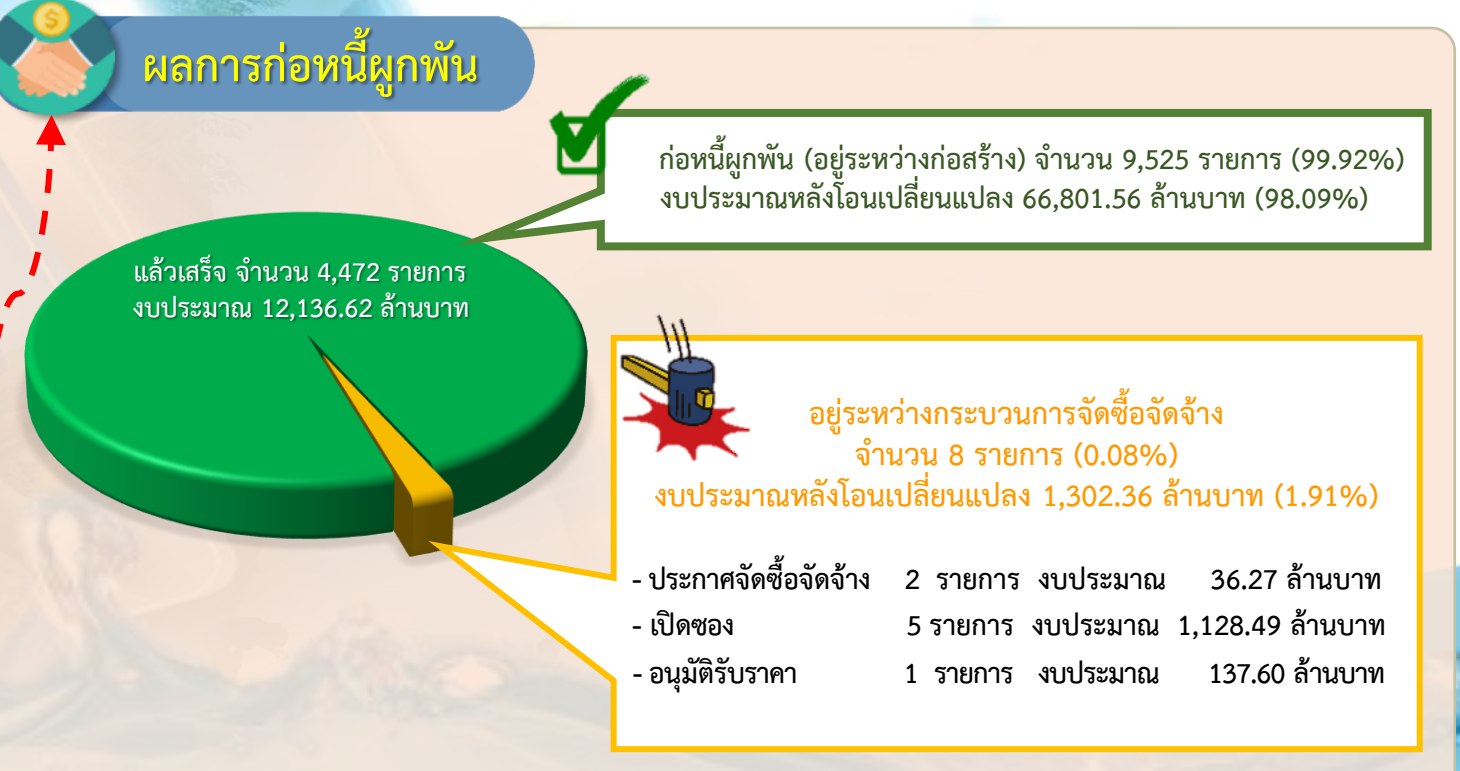 ผลการก่อหนี้ผูกพัน
ก่อหนี้ผูกพัน (อยู่ระหว่างก่อสร้าง) จำนวน 9,525 รายการ (99.92%)
งบประมาณหลังโอนเปลี่ยนแปลง 66,801.56 ล้านบาท (98.09%)
แล้วเสร็จ จำนวน 4,472 รายการ
งบประมาณ 12,136.62 ล้านบาท
อยู่ระหว่างกระบวนการจัดซื้อจัดจ้าง
จำนวน 8 รายการ (0.08%)
งบประมาณหลังโอนเปลี่ยนแปลง 1,302.36 ล้านบาท (1.91%)
- ประกาศจัดซื้อจัดจ้าง 2 รายการ งบประมาณ 36.27 ล้านบาท
- เปิดซอง 5 รายการ งบประมาณ 1,128.49 ล้านบาท
- อนุมัติรับราคา 1 รายการ งบประมาณ 137.60 ล้านบาท